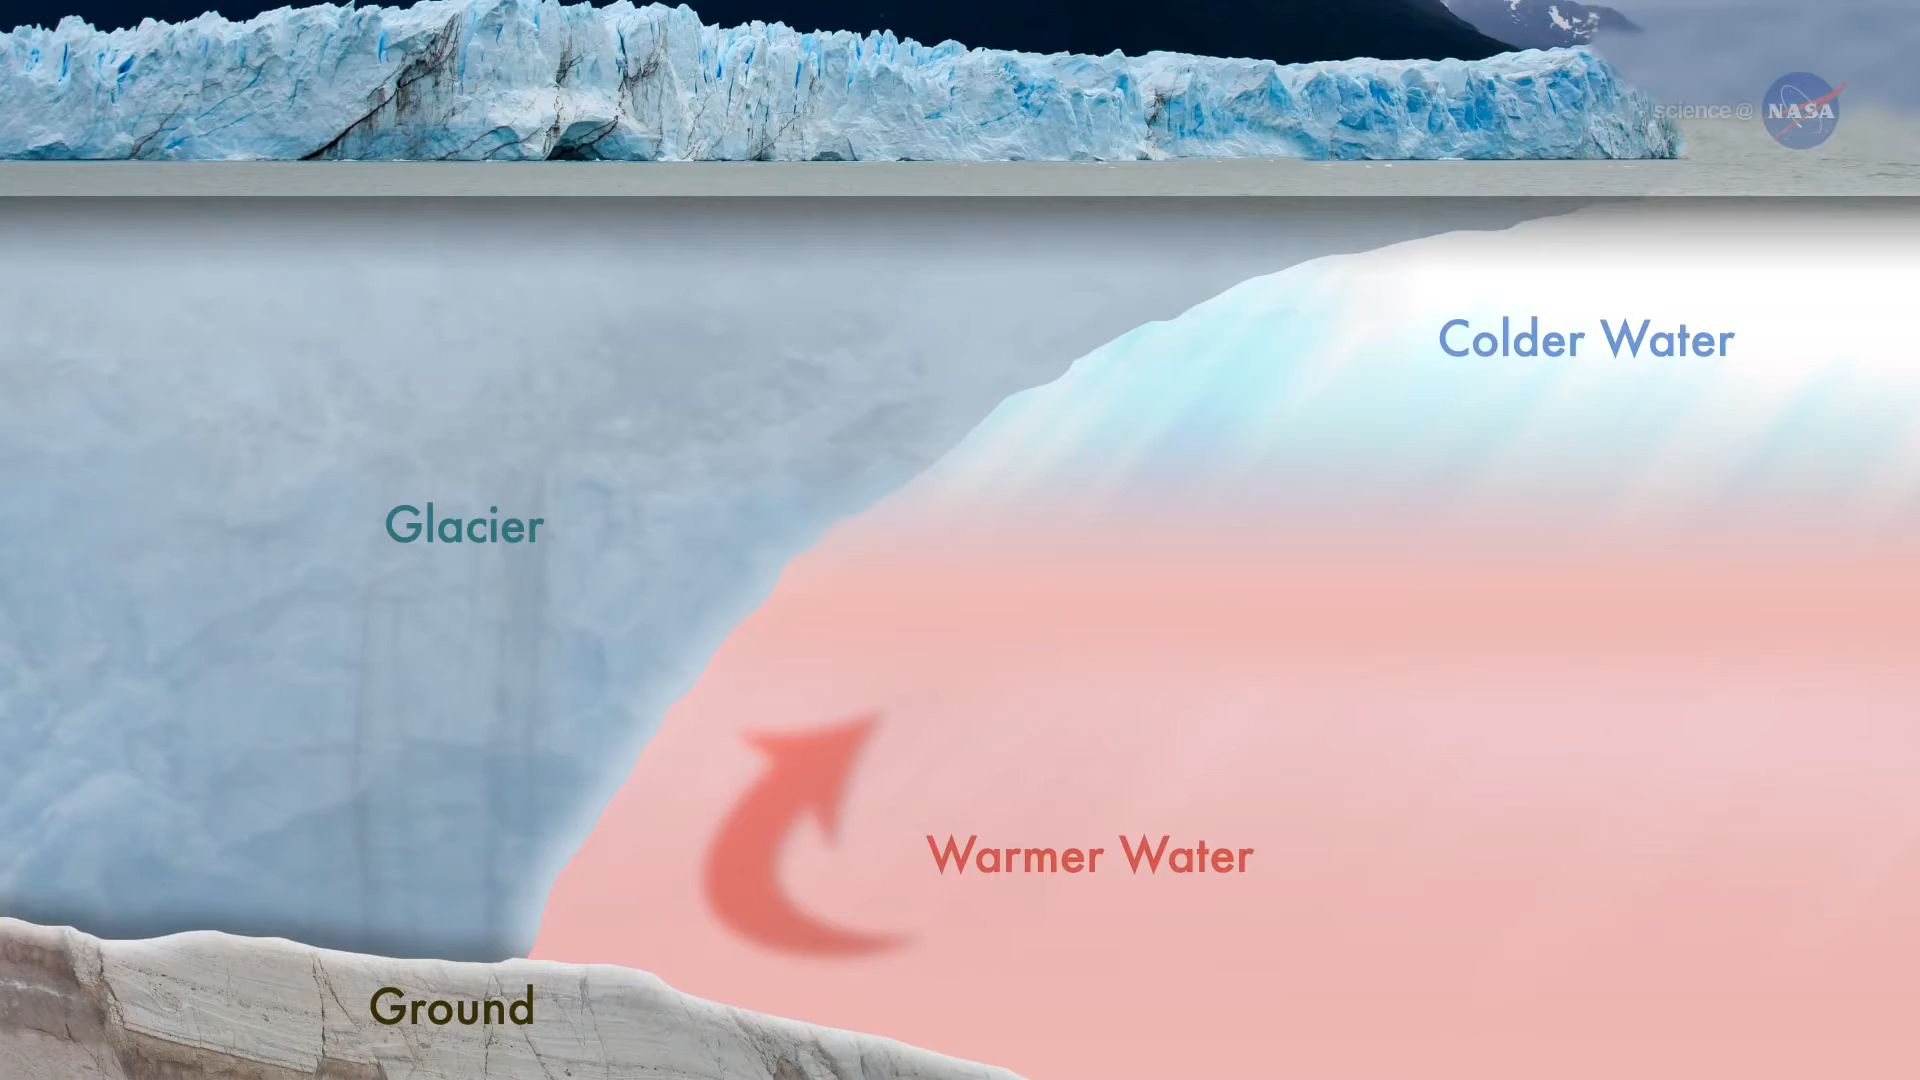 science @ NASA
Colder Water
Glacier
Warmer Water
Ground